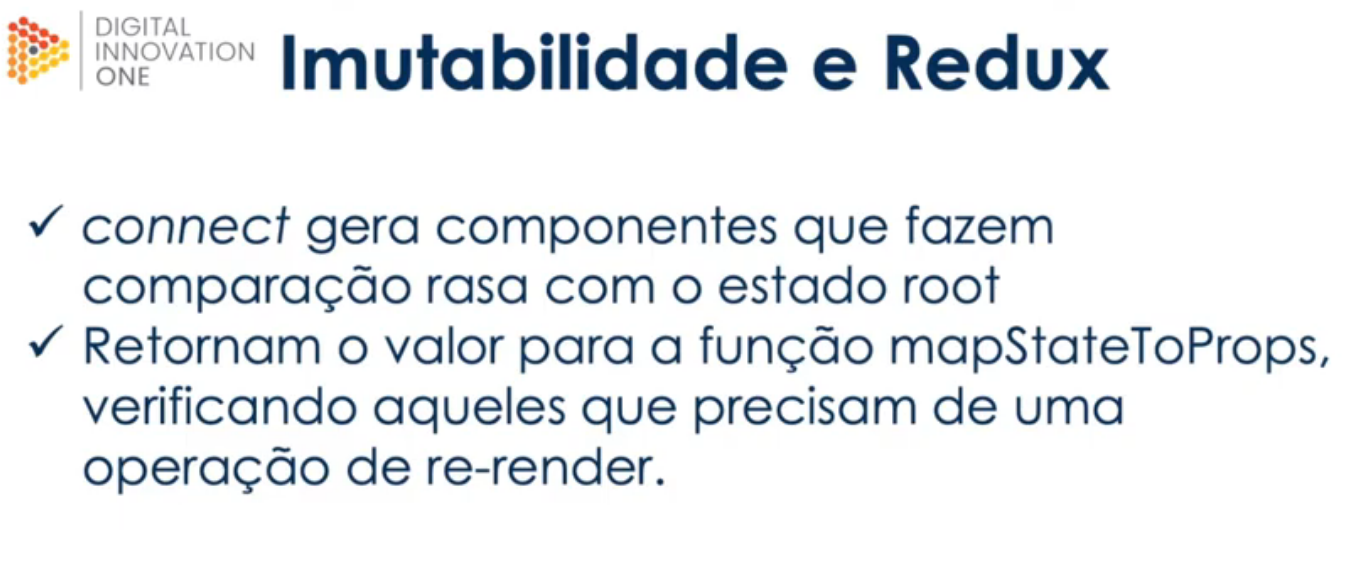 DIGITAL
INNOVATION
ONE
Imutabilidade e Redux
✓ connect gera componentes que fazem
comparação rasa com o estado root
✓ Retornam o valor para a função mapStateToProps,
verificando aqueles que precisam de uma
operação de re-render.